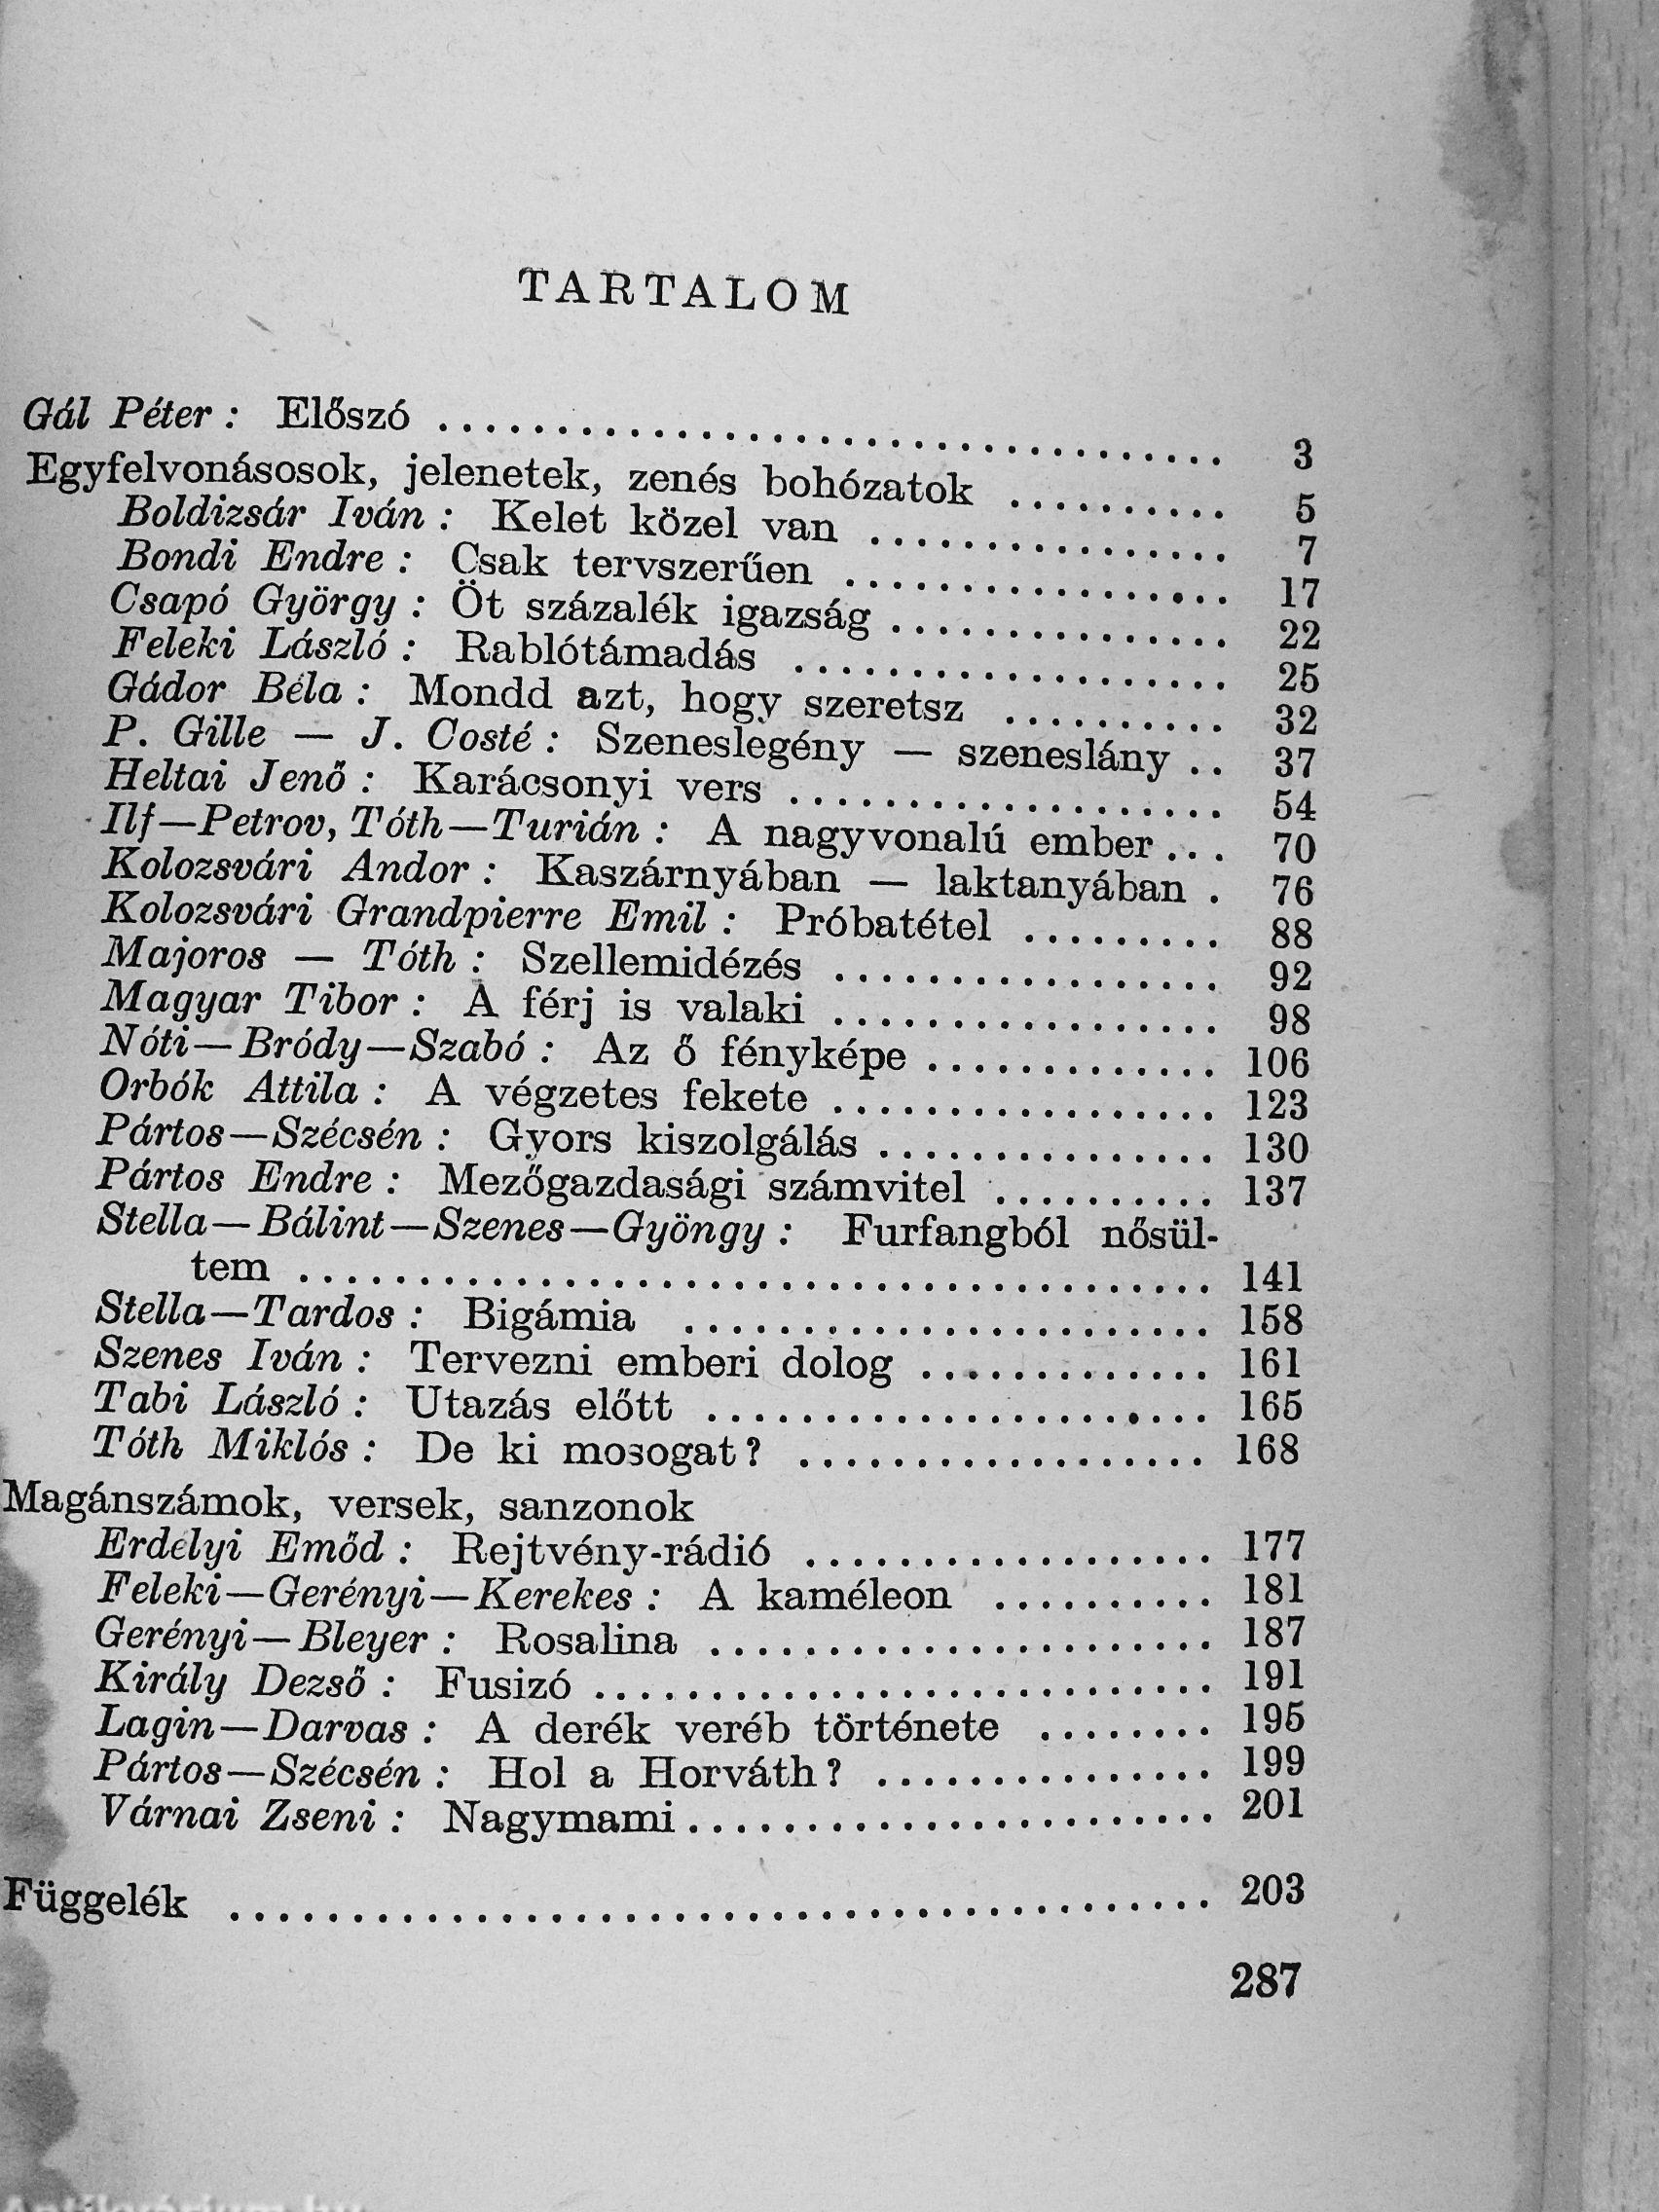 TARTALOM
Gál Péter : Előszó .................................. 3
Egyfelvonásosok, jelenetek, zenés bohózatok .......... 5
Boldizsár Iván : Kelet közel van ................ 7
Bondi Endre : Csak tervszerűen ................. 17
Csapó György : Öt százalék igazság ............... 22
Feleki László : Rablótámadás ................... 25
Gádor Béla : Mondd azt, hogy szeretsz .......... 32
P. Gille — J. Costé : Szeneslegény — szeneslány .. 37
Heltai Jenő : Karácsonyi vers ................... 54
Ilf—Petrov, Tóth—Turián : A nagyvonalú ember ... 70
Kolozsvári Andor : Kaszárnyában — laktanyában . 76
Kolozsvári Grandpierre Emil : Próbatétel ......... 88
Majoros — Tóth : Szellemidézés ................. 92
Magyar Tibor : A férj is valaki ................. 98
Nóti—Bródy—Szabó : Az ő fényképe ............. 106
Orbók Attila : A végzetes fekete ................. 123
Pártos—Szécsén : Gyors kiszolgálás ............... 130
Pártos Endre : Mezőgazdasági számvitel .......... 137
Stella—Bálint—Szenes—Gyöngy : Furfangból nősül-
tem ....................................... 141
Stella—Tardos : Bigámia ....................... 158
Szenes Iván : Tervezni emberi dolog ............. 161
Tabi László : Utazás előtt ...................... 165
Tóth Miklós : De ki mosogat? .................. 168
Magánszámok, versek, sanzonok
Erdélyi Emőd : Rejtvény-rádió .................. 177
Feleki—Gerényi—Kerekes : A kaméleon .......... 181
Gerényi—Bleyer : Rosalina ...................... 187
Király Dezső : Fusizó ........................... 191
Lagin—Darvas : A derék veréb története ........ 195
Pártos—Szécsén : Hol a Horváth? ............... 199
Várnai Zseni : Nagymami ....................... 201
Függelék .......................................... 203
287